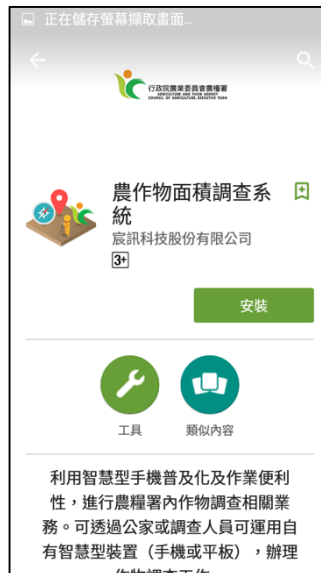 正在儲存螢幕擷取畫面...
行政院農業委員會農糧署
AGRICULTURE AND FOOD AGENCY
COUNCIL OF AGRICULTURE, EXECUTIVE YUAN
農作物面積調查系
統
宸訊科技股份有限公司
3+
安裝
工具
類似內容
利用智慧型手機普及化及作業便利
性，進行農糧署內作物調查相關業
務。可透過公家或調查人員可運用自
有智慧型裝置（手機或平板），辦理
作物調查工作